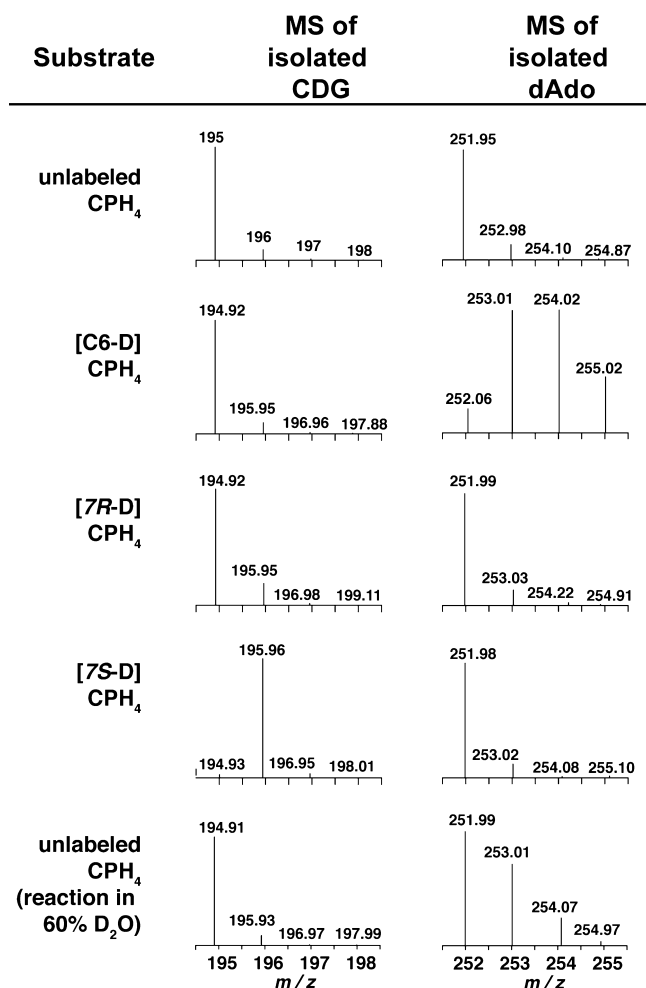 Substrate
MS of
isolated
CDG
MS of
isolated
dAdo
unlabeled
CPH4
195
196
197
198
251.95
252.98
254.10
254.87
[C6-D]
CPH4
194.92
195.95
196.96
197.88
252.06
253.01
254.02
255.02
[7R-D]
CPH4
194.92
195.95
196.98
199.11
251.99
253.03
254.22
254.91
[7S-D]
CPH4
194.93
195.96
196.95
198.01
251.98
253.02
254.08
255.10
unlabeled
CPH4
(reaction in
60% D2O)
194.91
195.93
196.97
197.99
251.99
253.01
254.07
254.97
195 196 197 198
m/z
252 253 254 255
m/z